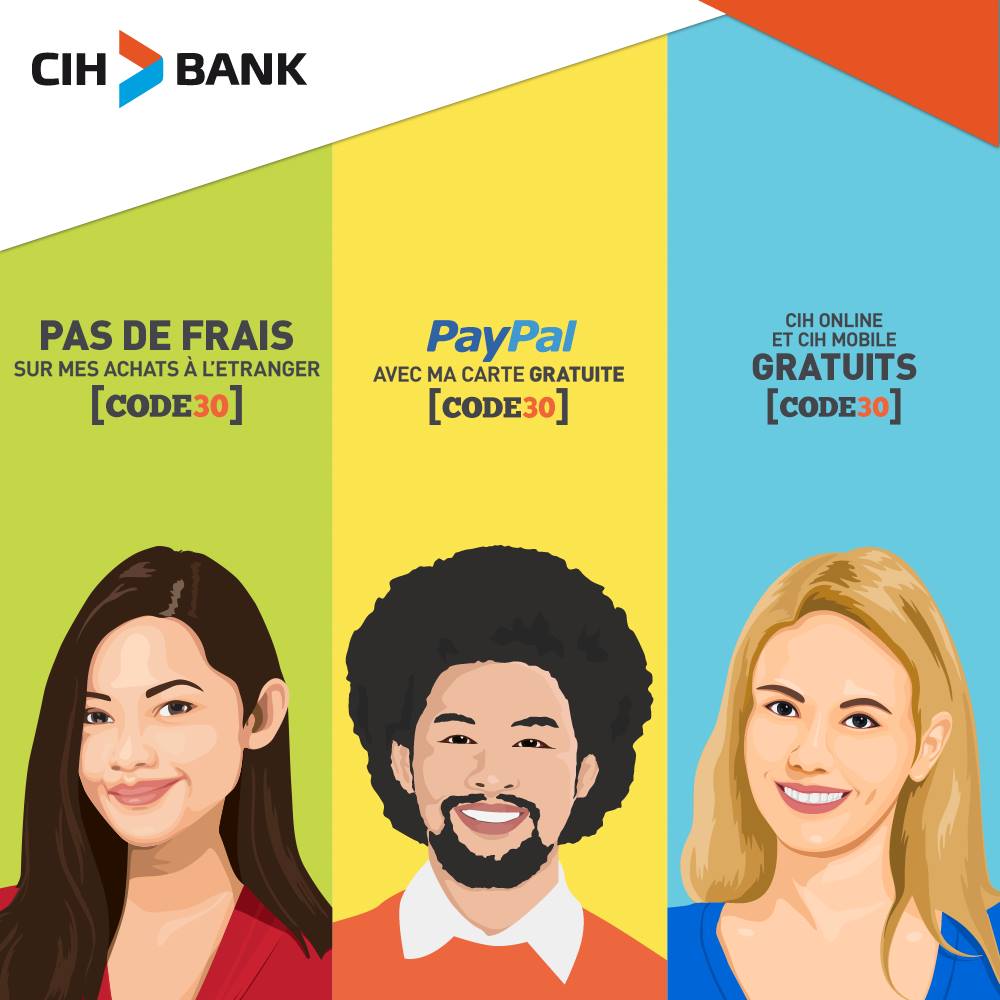 CIH BANK
PAS DE FRAIS
SUR MES ACHATS À L'ETRANGER
[CODE30]
PayPal
AVEC MA CARTE GRATUITE
[CODE30]
CIH ONLINE
ET CIH MOBILE
GRATUITS
[CODE30]